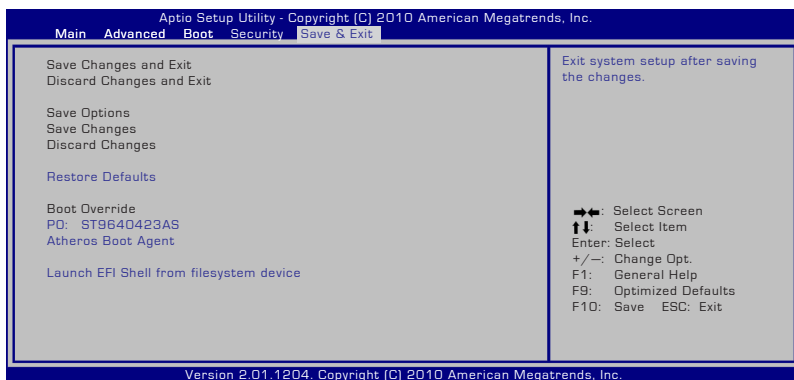 Aptio Setup Utility - Copyright (C) 2010 American Megatrends, Inc.
Main Advanced Boot Security Save & Exit
Save Changes and Exit
Discard Changes and Exit
Save Options
Save Changes
Discard Changes
Restore Defaults
Boot Override
P0: ST9640423AS
Atheros Boot Agent
Launch EFI Shell from filesystem device
Exit system setup after saving
the changes.
→←: Select Screen
↑↓: Select Item
Enter: Select
+/—: Change Opt.
F1: General Help
F9: Optimized Defaults
F10: Save ESC: Exit
Version 2.01.1204. Copyright (C) 2010 American Megatrends, Inc.